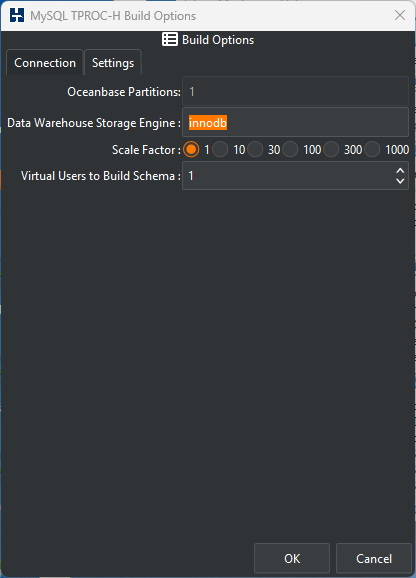 MySQL TPROC-H Build Options
Build Options
Connection Settings
Oceanbase Partitions: 1
Data Warehouse Storage Engine : innodb
Scale Factor : 1 10 30 100 300 1000
Virtual Users to Build Schema : 1
OK Cancel